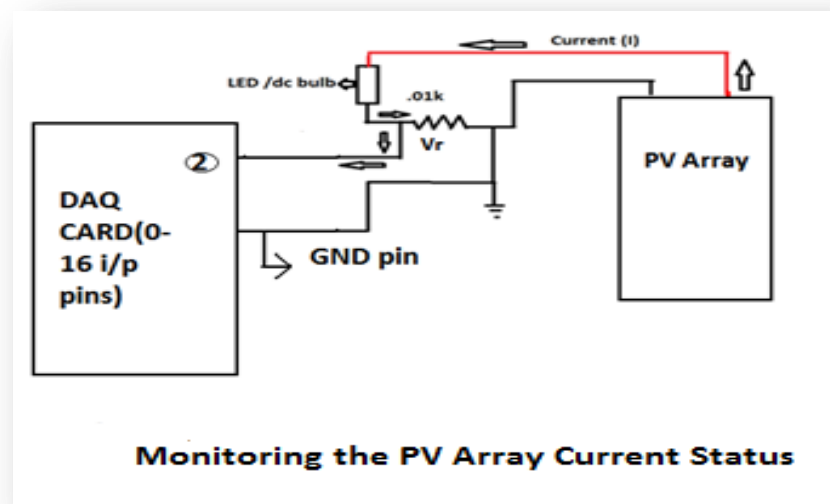 Current (I)
LED /dc bulb
.01k
Vr
PV Array
2
DAQ
CARD(0-
16 i/p
pins)
GND pin
Monitoring the PV Array Current Status